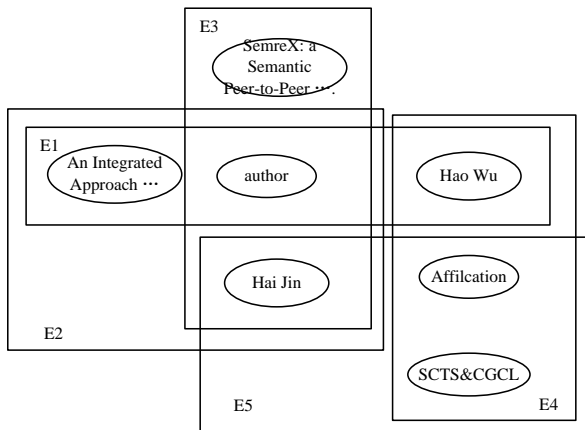 E3
SemreX: a
Semantic
Peer-to-Peer ….
E1
An Integrated
Approach …
author
Hao Wu
Hai Jin
Affilcation
E2
SCTS&CGCL
E5
E4